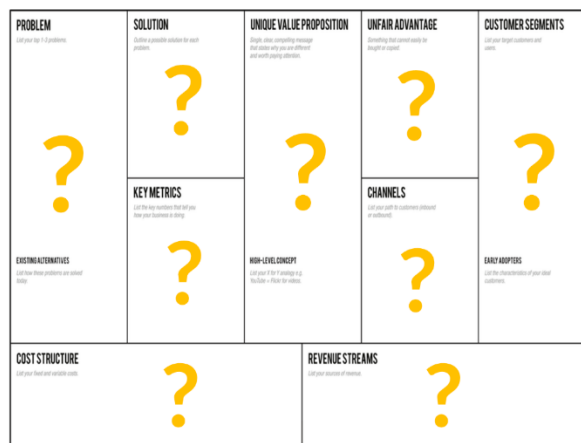 PROBLEM
List your top 1-3 problems.
?
EXISTING ALTERNATIVES
List how these problems are solved
today.
SOLUTION
Outline a possible solution for each
problem.
?
KEY METRICS
List the key numbers that tell you
how your business is doing.
?
UNIQUE VALUE PROPOSITION
Single, clear, compelling message
that states why you are different
and worth paying attention.
?
HIGH-LEVEL CONCEPT
List your X for Y analogy e.g.
YouTube = Flickr for videos.
UNFAIR ADVANTAGE
Something that cannot easily be
bought or copied.
?
CHANNELS
List your path to customers (inbound
or outbound).
?
CUSTOMER SEGMENTS
List your target customers and
users.
?
EARLY ADOPTERS
List the characteristics of your ideal
customers.
COST STRUCTURE
List your fixed and variable costs.
?
REVENUE STREAMS
List your sources of revenue.
?